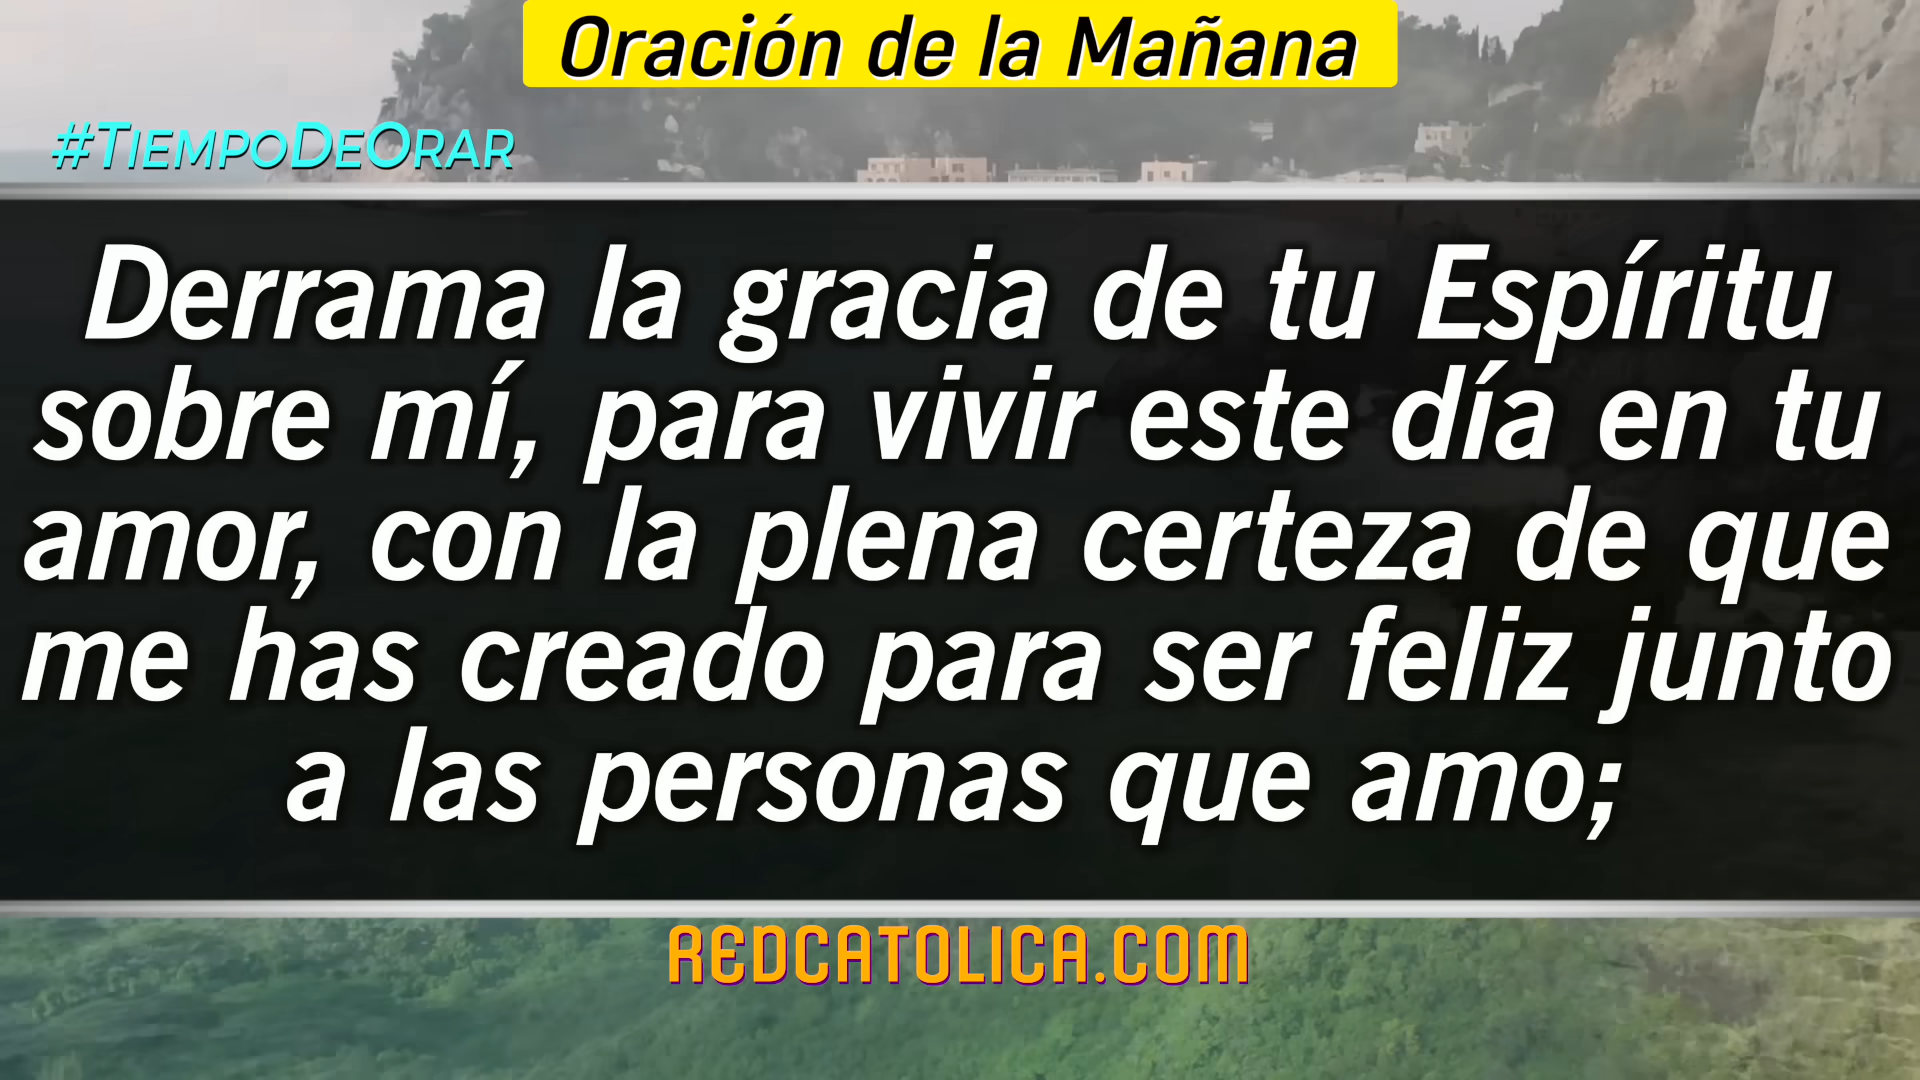 Oración de la Mañana
#TiempoDeOrar
Derrama la gracia de tu Espíritu
sobre mí, para vivir este día en tu
amor, con la plena certeza de que
me has creado para ser feliz junto
a las personas que amo;
REDCATOLICA.COM